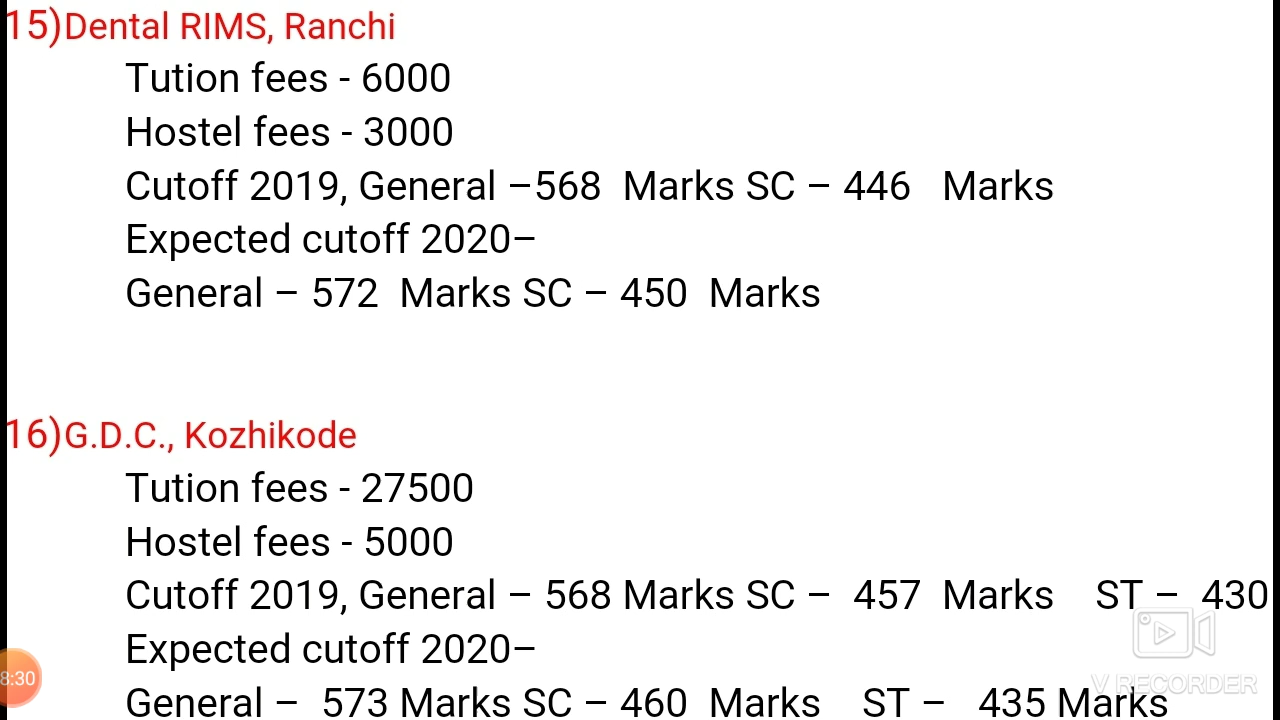 15)Dental RIMS, Ranchi
Tution fees - 6000
Hostel fees - 3000
Cutoff 2019, General –568 Marks SC – 446 Marks
Expected cutoff 2020–
General – 572 Marks SC – 450 Marks
16)G.D.C., Kozhikode
Tution fees - 27500
Hostel fees - 5000
Cutoff 2019, General – 568 Marks SC – 457 Marks ST – 430
Expected cutoff 2020–
8:30
General – 573 Marks SC – 460 Marks ST – 435 Marks
V RECORDER